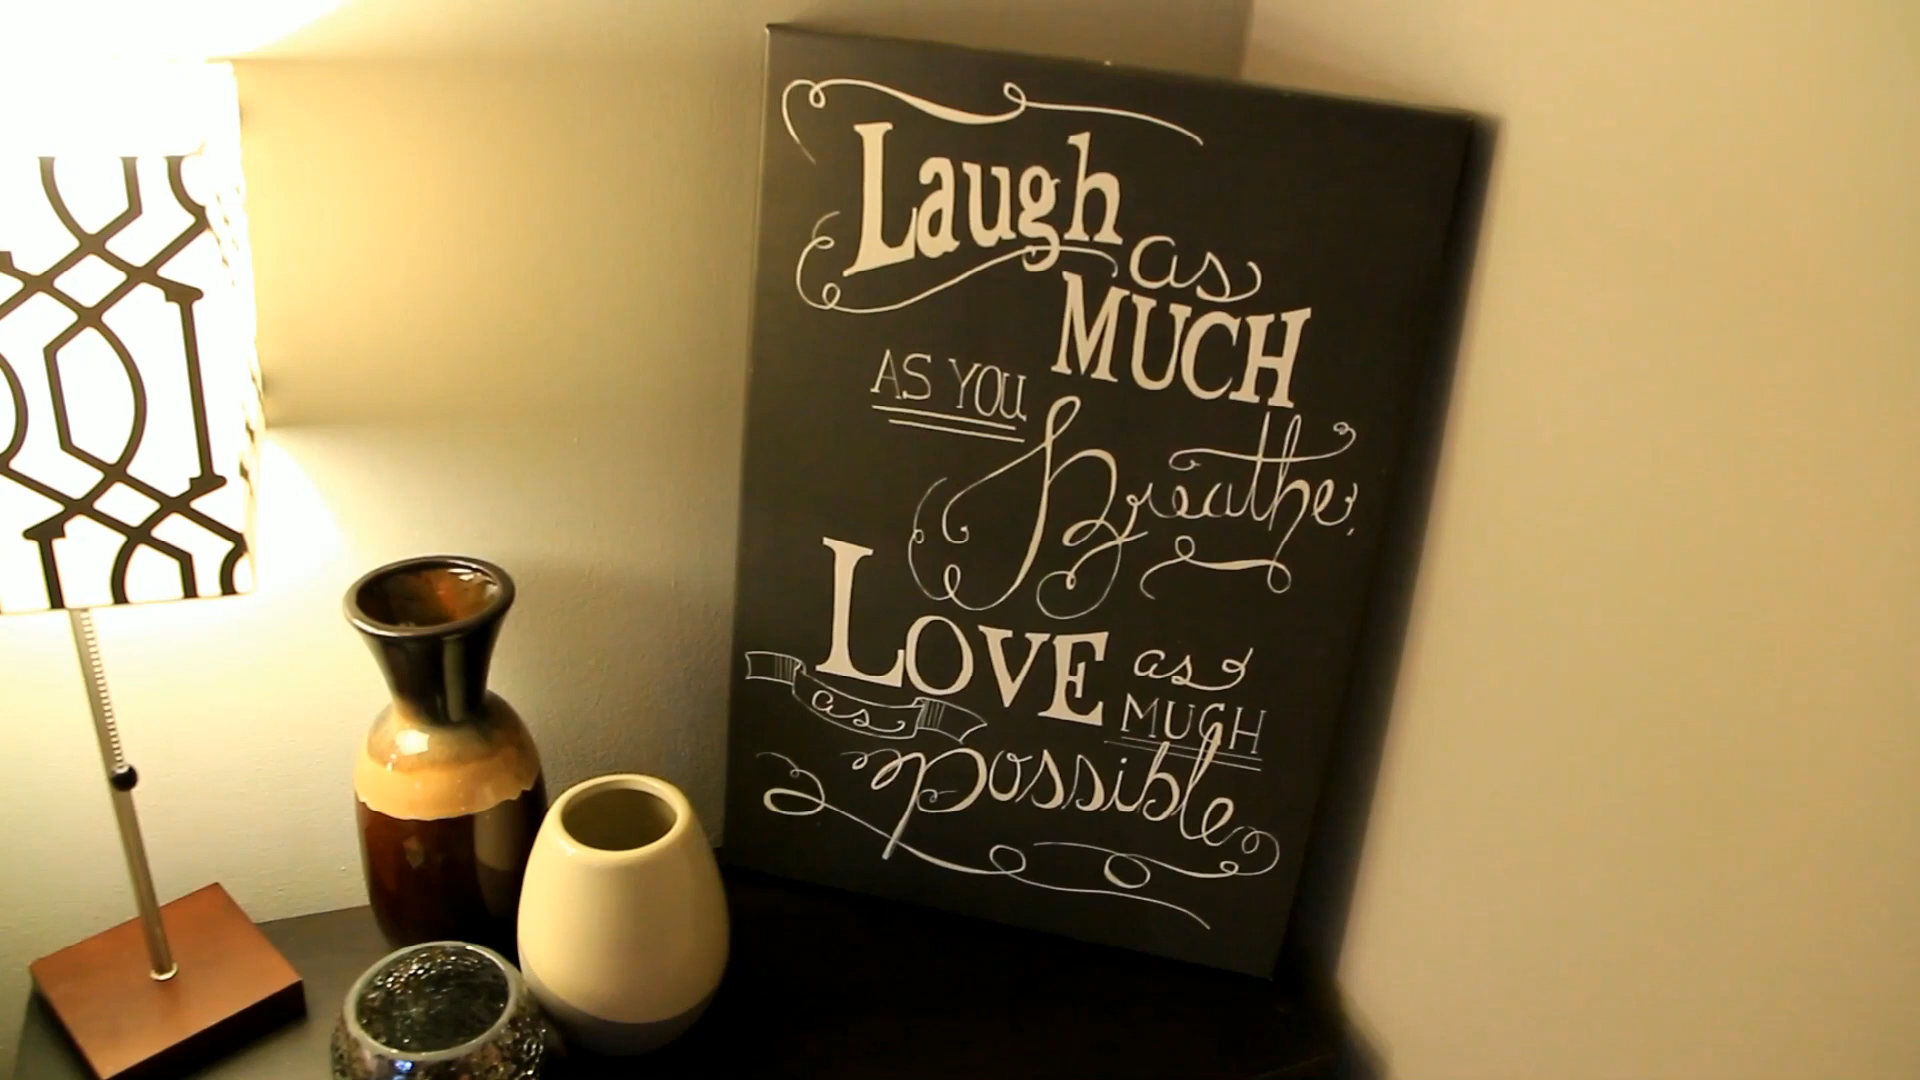 Laugh as
MUCH
AS YOU
Breathe,
LOVE as
MUCH
as
possible